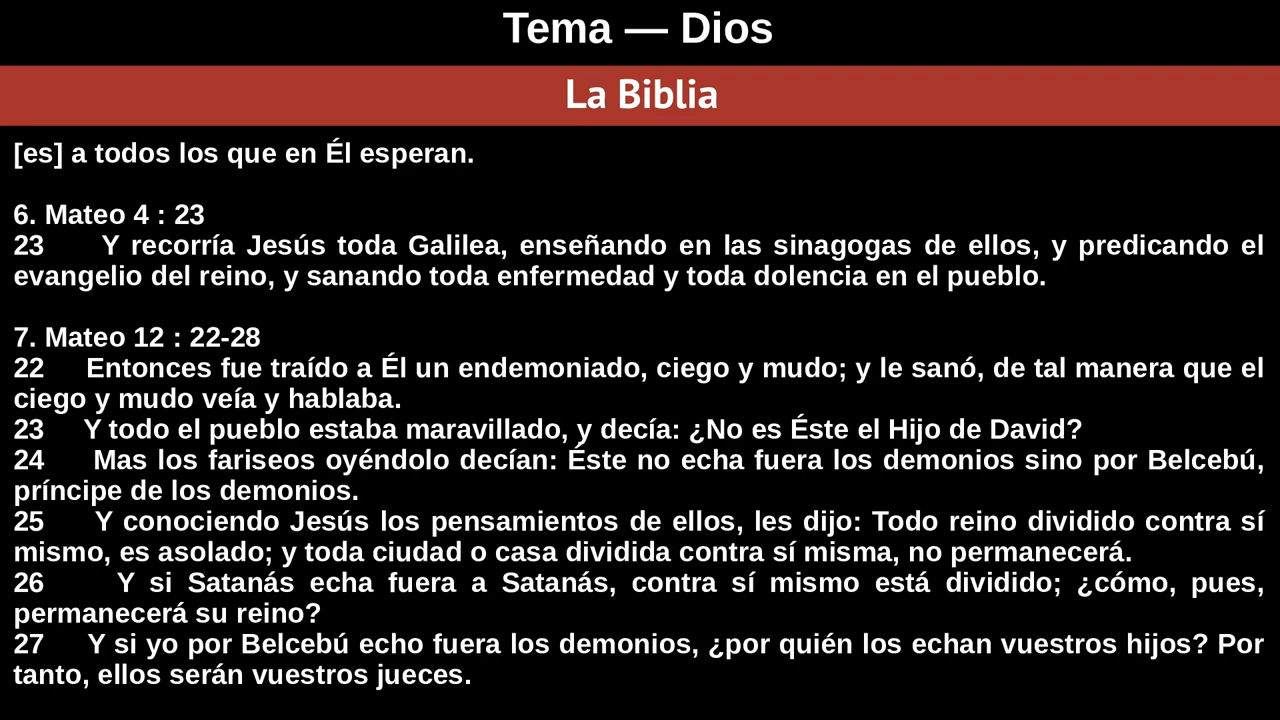 Tema — Dios
La Biblia
[es] a todos los que en Él esperan.
6. Mateo 4 : 23
23 Y recorría Jesús toda Galilea, enseñando en las sinagogas de ellos, y predicando el
evangelio del reino, y sanando toda enfermedad y toda dolencia en el pueblo.
7. Mateo 12 : 22-28
22 Entonces fue traído a Él un endemoniado, ciego y mudo; y le sanó, de tal manera que el
ciego y mudo veía y hablaba.
23 Y todo el pueblo estaba maravillado, y decía: ¿No es Éste el Hijo de David?
24 Mas los fariseos oyéndolo decían: Éste no echa fuera los demonios sino por Belcebú,
príncipe de los demonios.
25 Y conociendo Jesús los pensamientos de ellos, les dijo: Todo reino dividido contra sí
mismo, es asolado; y toda ciudad o casa dividida contra sí misma, no permanecerá.
26 Y si Satanás echa fuera a Satanás, contra sí mismo está dividido; ¿cómo, pues,
permanecerá su reino?
27 Y si yo por Belcebú echo fuera los demonios, ¿por quién los echan vuestros hijos? Por
tanto, ellos serán vuestros jueces.